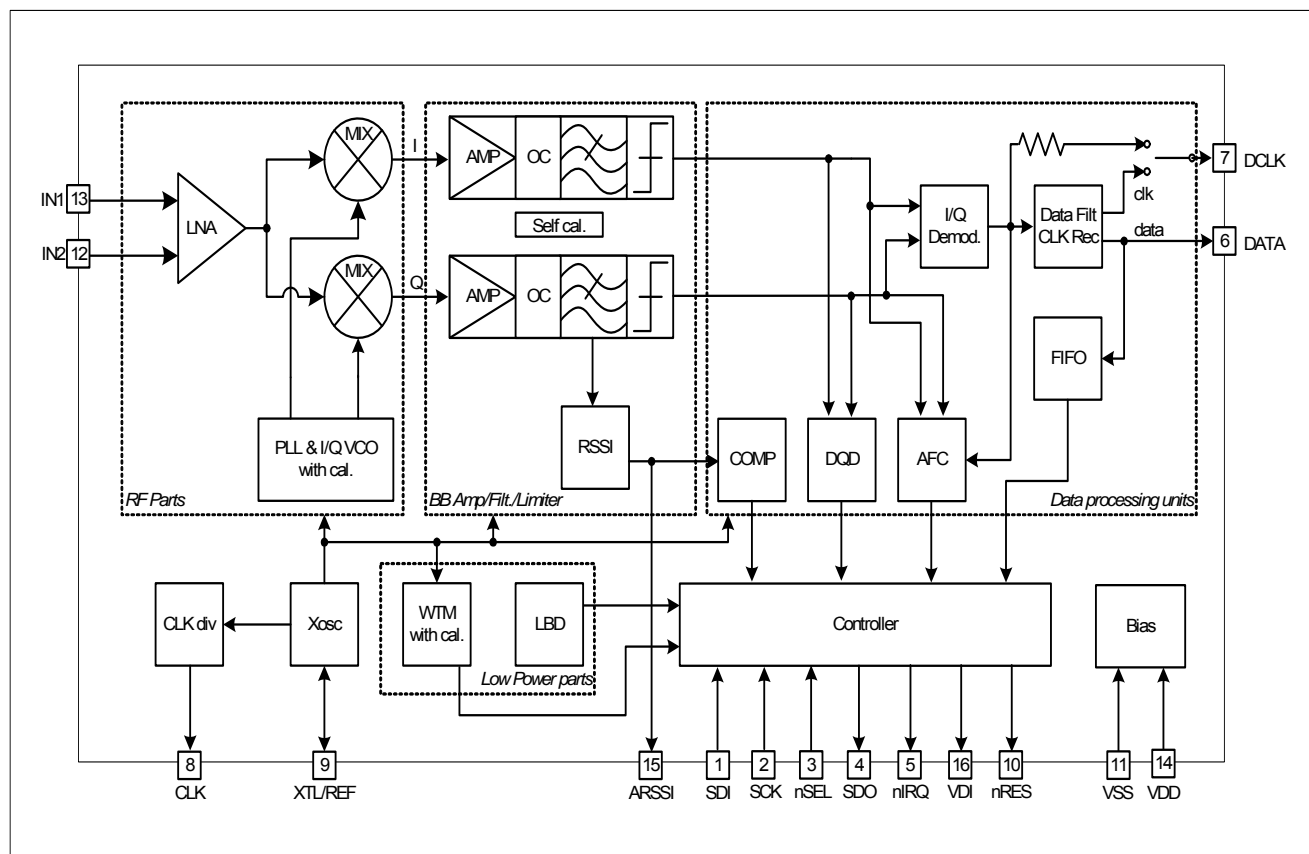 MIX
I
AMP
OC
7
DCLK
clk
IN1
13
LNA
Self cal.
I/Q
Demod.
Data Filt
CLK Rec
data
6
DATA
IN2
12
MIX
Q
AMP
OC
FIFO
PLL & I/Q VCO
with cal.
RSSI
COMP
DQD
AFC
RF Parts
BB Amp/Filt./Limiter
Data processing units
CLK div
Xosc
WTM
with cal.
LBD
Controller
Bias
Low Power parts
8
9
15
1
2
3
4
5
16
10
11
14
CLK
XTL/REF
ARSSI
SDI
SCK
nSEL
SDO
nIRQ
VDI
nRES
VSS
VDD